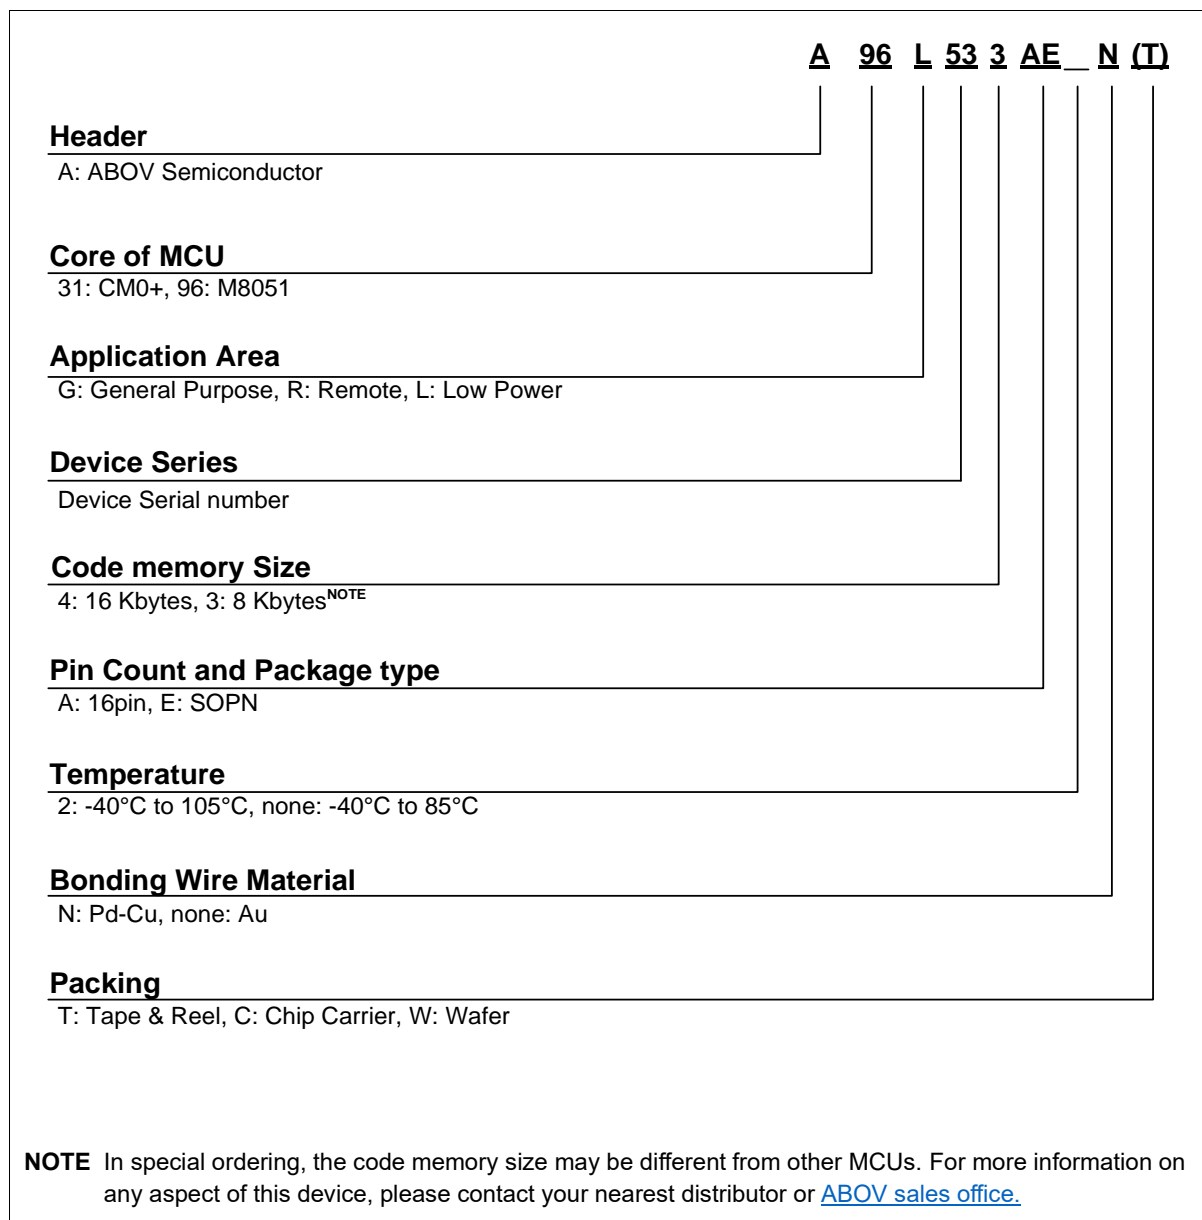 A 96 L 53 3 AE _ N (T)
Header
A: ABOV Semiconductor
Core of MCU
31: CM0+, 96: M8051
Application Area
G: General Purpose, R: Remote, L: Low Power
Device Series
Device Serial number
Code memory Size
4: 16 Kbytes, 3: 8 KbytesNOTE
Pin Count and Package type
A: 16pin, E: SOPN
Temperature
2: -40°C to 105°C, none: -40°C to 85°C
Bonding Wire Material
N: Pd-Cu, none: Au
Packing
T: Tape & Reel, C: Chip Carrier, W: Wafer
NOTE In special ordering, the code memory size may be different from other MCUs. For more information on
any aspect of this device, please contact your nearest distributor or ABOV sales office.